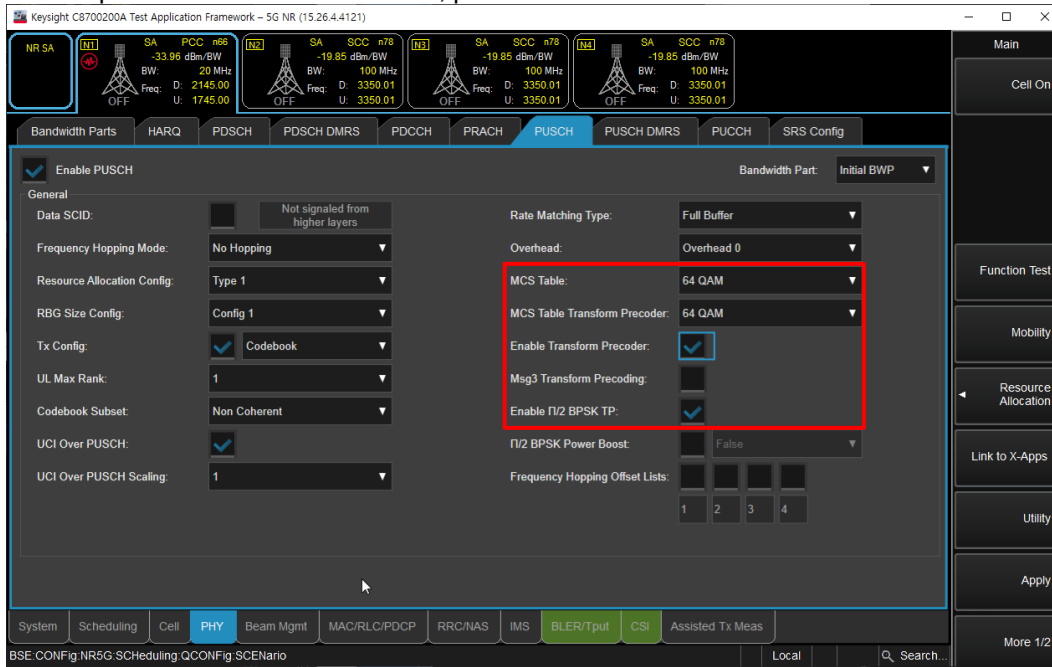 Keysight C8700200A Test Application Framework – 5G NR (15.26.4.4121)
NR SA
N1 SA PCC n66
-33.96 dBm/BW
BW: 20 MHz
Freq: D: 2145.00
U: 1745.00
OFF
N2 SA SCC n78
-19.85 dBm/BW
BW: 100 MHz
Freq: D: 3350.01
U: 3350.01
OFF
N3 SA SCC n78
-19.85 dBm/BW
BW: 100 MHz
Freq: D: 3350.01
U: 3350.01
OFF
N4 SA SCC n78
-19.85 dBm/BW
BW: 100 MHz
Freq: D: 3350.01
U: 3350.01
OFF
Main
Cell On
Bandwidth Parts HARQ PDSCH PDSCH DMRS PDCCH PRACH PUSCH PUSCH DMRS PUCCH SRS Config
Enable PUSCH Bandwidth Part: Initial BWP
General
Data SCID: Not signaled from higher layers
Rate Matching Type: Full Buffer
Frequency Hopping Mode: No Hopping
Overhead: Overhead 0
Resource Allocation Config: Type 1
MCS Table: 64 QAM
RBG Size Config: Config 1
MCS Table Transform Precoder: 64 QAM
Tx Config: Codebook
Enable Transform Precoder:
UL Max Rank: 1
Msg3 Transform Precoding:
Codebook Subset: Non Coherent
Enable Π/2 BPSK TP:
UCI Over PUSCH:
Π/2 BPSK Power Boost: False
UCI Over PUSCH Scaling: 1
Frequency Hopping Offset Lists:
1 2 3 4
Function Test
Mobility
Resource
Allocation
Link to X-Apps
Utility
Apply
More 1/2
System Scheduling Cell PHY Beam Mgmt MAC/RLC/PDCP RRC/NAS IMS BLER/Tput CSI Assisted Tx Meas
BSE:CONFig:NR5G:SCHeduling:QCONFig:SCENario Local Search...